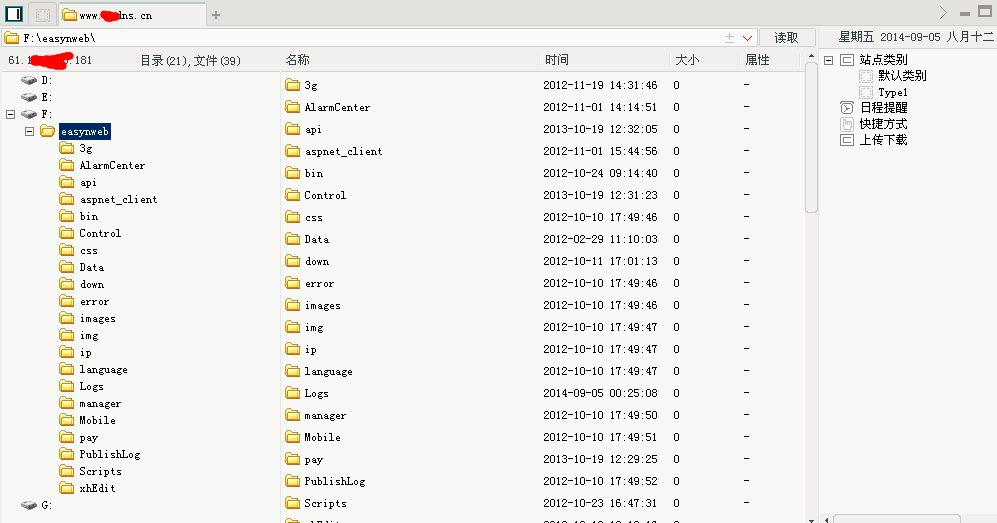 www. dns.cn
F:\easynweb\ 读取 星期五 2014-09-05 八月十二
61.1 .181 目录(21),文件(39) 名称 时间 大小 属性
D:
E:
F:
easynweb
3g
AlarmCenter
api
aspnet_client
bin
Control
css
Data
down
error
images
img
ip
language
Logs
manager
Mobile
pay
PublishLog
Scripts
xhEdit
G:
3g 2012-11-19 14:31:46 0 -
AlarmCenter 2012-11-01 14:14:51 0 -
api 2013-10-19 12:32:05 0 -
aspnet_client 2012-11-01 15:44:56 0 -
bin 2012-10-24 09:14:40 0 -
Control 2013-10-19 12:31:23 0 -
css 2012-10-10 17:49:46 0 -
Data 2012-02-29 11:10:03 0 -
down 2012-10-11 17:01:13 0 -
error 2012-10-10 17:49:46 0 -
images 2012-10-10 17:49:46 0 -
img 2012-10-10 17:49:47 0 -
ip 2012-10-10 17:49:47 0 -
language 2012-10-10 17:49:47 0 -
Logs 2014-09-05 00:25:08 0 -
manager 2012-10-10 17:49:50 0 -
Mobile 2012-10-10 17:49:51 0 -
pay 2013-10-19 12:29:25 0 -
PublishLog 2012-10-10 17:49:52 0 -
Scripts 2012-10-23 16:47:31 0 -
站点类别
默认类别
Type1
日程提醒
快捷方式
上传下载